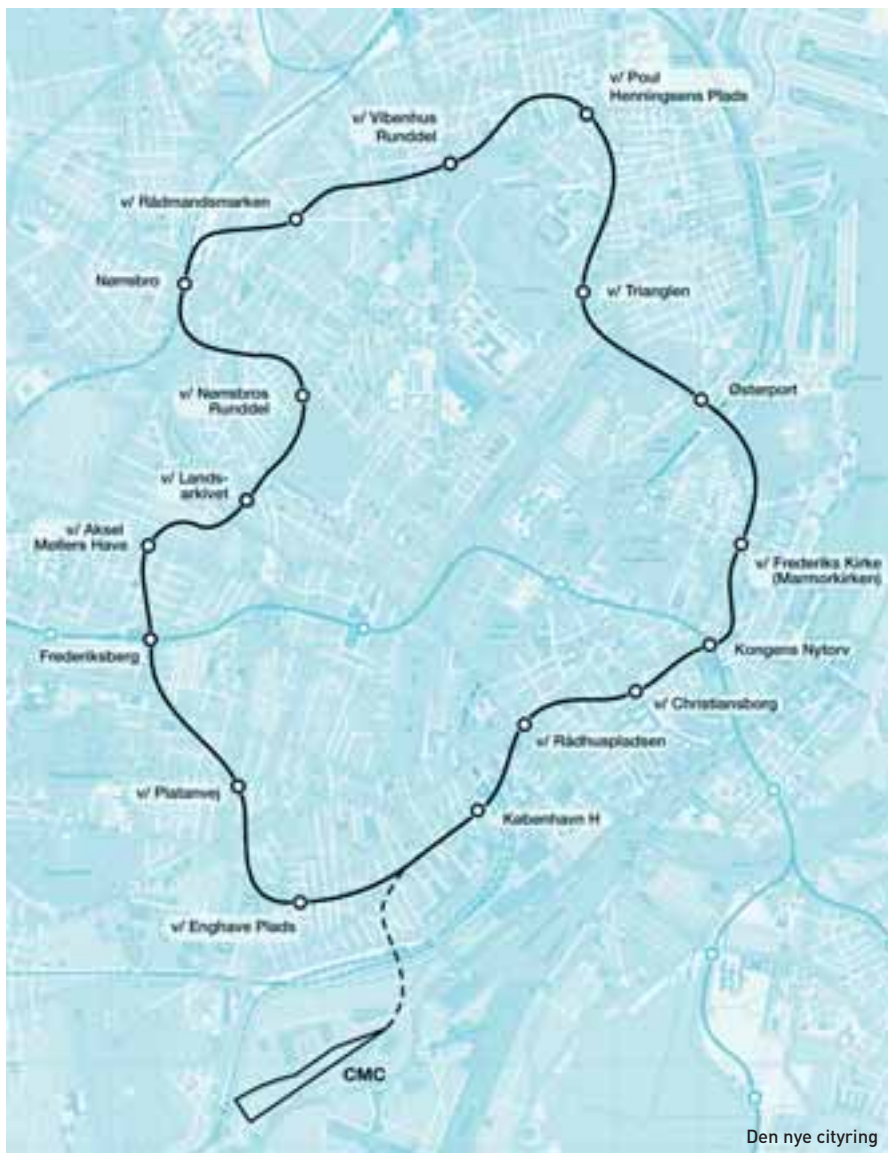 v/ Poul
Henningsens Plads
v/ Vibenhus
Runddel
v/ Rådmandsmarken
Nørrebro
v/ Trianglen
v/ Nørrebros
Runddel
Østerport
v/ Lands-
arkivet
v/ Aksel
Møllers Have
v/ Frederiks Kirke
(Marmorkirken)
Frederiksberg
Kongens Nytorv
v/ Christiansborg
v/ Rådhuspladsen
v/ Platanvej
København H
v/ Enghave Plads
CMC
Den nye cityring